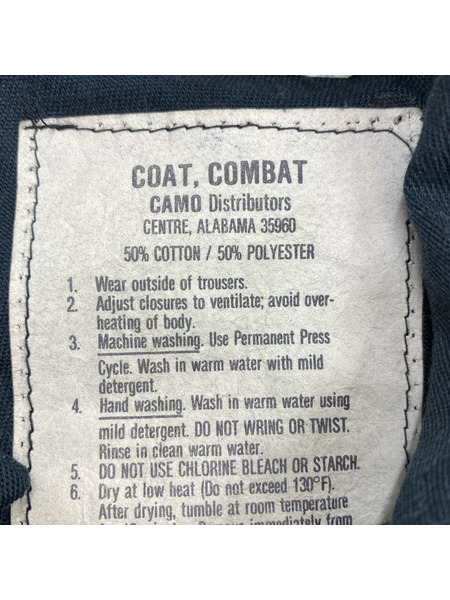 COAT, COMBAT
CAMO Distributors
CENTRE, ALABAMA 35960
50% COTTON / 50% POLYESTER
1. Wear outside of trousers.
2. Adjust closures to ventilate; avoid over-
heating of body.
3. Machine washing. Use Permanent Press
Cycle. Wash in warm water with mild
detergent.
4. Hand washing. Wash in warm water using
mild detergent. DO NOT WRING OR TWIST.
Rinse in clean warm water.
5. DO NOT USE CHLORINE BLEACH OR STARCH.
6. Dry at low heat (Do not exceed 130°F).
After drying, tumble at room temperature
immediately from